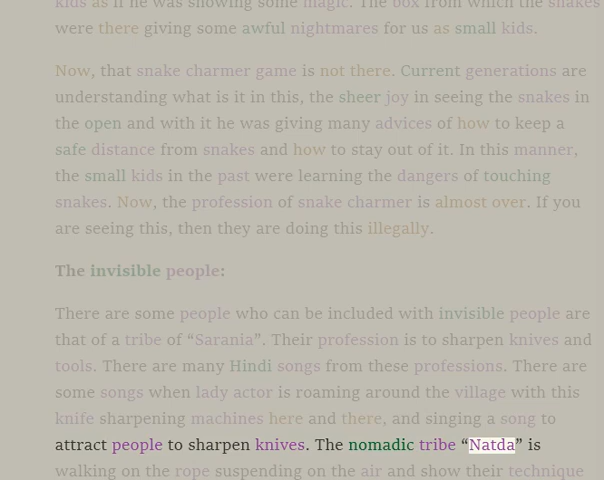 kids as if he was showing some magic. The box from which the snakes
were there giving some awful nightmares for us as small kids.
Now, that snake charmer game is not there. Current generations are
understanding what is it in this, the sheer joy in seeing the snakes in
the open and with it he was giving many advices of how to keep a
safe distance from snakes and how to stay out of it. In this manner,
the small kids in the past were learning the dangers of touching
snakes. Now, the profession of snake charmer is almost over. If you
are seeing this, then they are doing this illegally.
The invisible people:
There are some people who can be included with invisible people are
that of a tribe of “Sarania”. Their profession is to sharpen knives and
tools. There are many Hindi songs from these professions. There are
some songs when lady actor is roaming around the village with this
knife sharpening machines here and there, and singing a song to
attract people to sharpen knives. The nomadic tribe “Natda” is
walking on the rope suspending on the air and show their technique